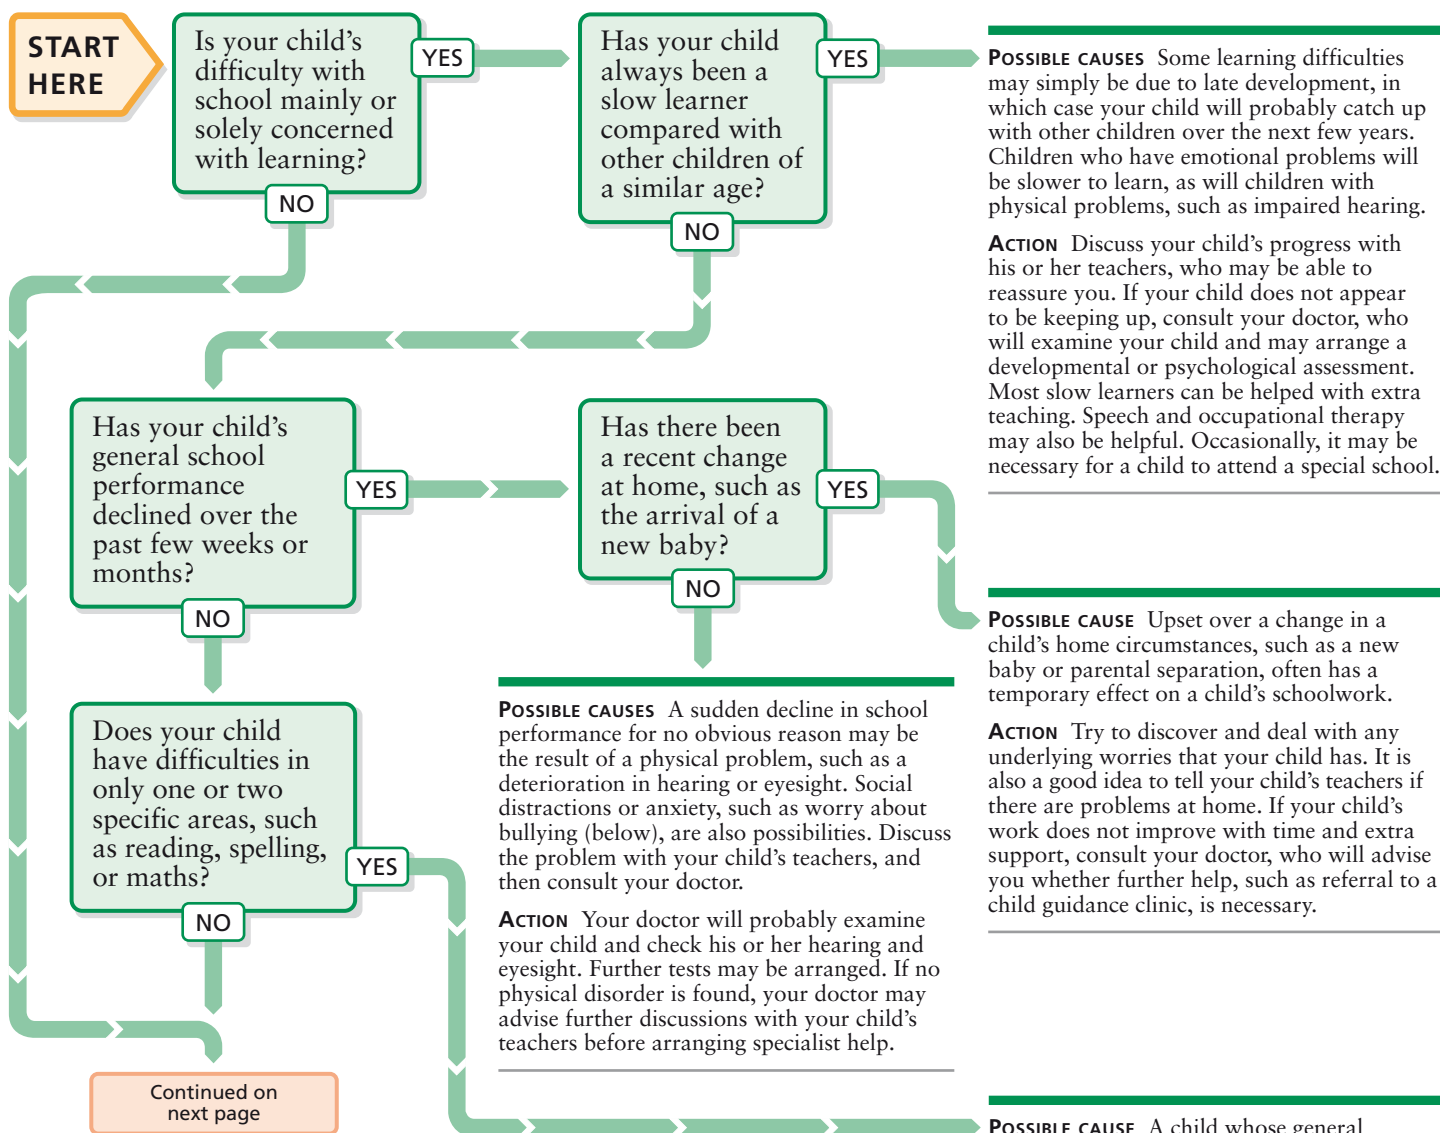 START
HERE
Is your child's
difficulty with
school mainly or
solely concerned
with learning?
YES
NO
Has your child
always been a
slow learner
compared with
other children of
a similar age?
YES
NO
POSSIBLE CAUSES Some learning difficulties
may simply be due to late development, in
which case your child will probably catch up
with other children over the next few years.
Children who have emotional problems will
be slower to learn, as will children with
physical problems, such as impaired hearing.
ACTION Discuss your child's progress with
his or her teachers, who may be able to
reassure you. If your child does not appear
to be keeping up, consult your doctor, who
will examine your child and may arrange a
developmental or psychological assessment.
Most slow learners can be helped with extra
teaching. Speech and occupational therapy
may also be helpful. Occasionally, it may be
necessary for a child to attend a special school.
Has your child's
general school
performance
declined over the
past few weeks or
months?
YES
NO
Has there been
a recent change
at home, such as
the arrival of a
new baby?
YES
NO
POSSIBLE CAUSE Upset over a change in a
child's home circumstances, such as a new
baby or parental separation, often has a
temporary effect on a child's schoolwork.
ACTION Try to discover and deal with any
underlying worries that your child has. It is
also a good idea to tell your child's teachers if
there are problems at home. If your child's
work does not improve with time and extra
support, consult your doctor, who will advise
you whether further help, such as referral to a
child guidance clinic, is necessary.
POSSIBLE CAUSES A sudden decline in school
performance for no obvious reason may be
the result of a physical problem, such as a
deterioration in hearing or eyesight. Social
distractions or anxiety, such as worry about
bullying (below), are also possibilities. Discuss
the problem with your child's teachers, and
then consult your doctor.
ACTION Your doctor will probably examine
your child and check his or her hearing and
eyesight. Further tests may be arranged. If no
physical disorder is found, your doctor may
advise further discussions with your child's
teachers before arranging specialist help.
Does your child
have difficulties in
only one or two
specific areas, such
as reading, spelling,
or maths?
YES
NO
Continued on
next page
POSSIBLE CAUSE A child whose general